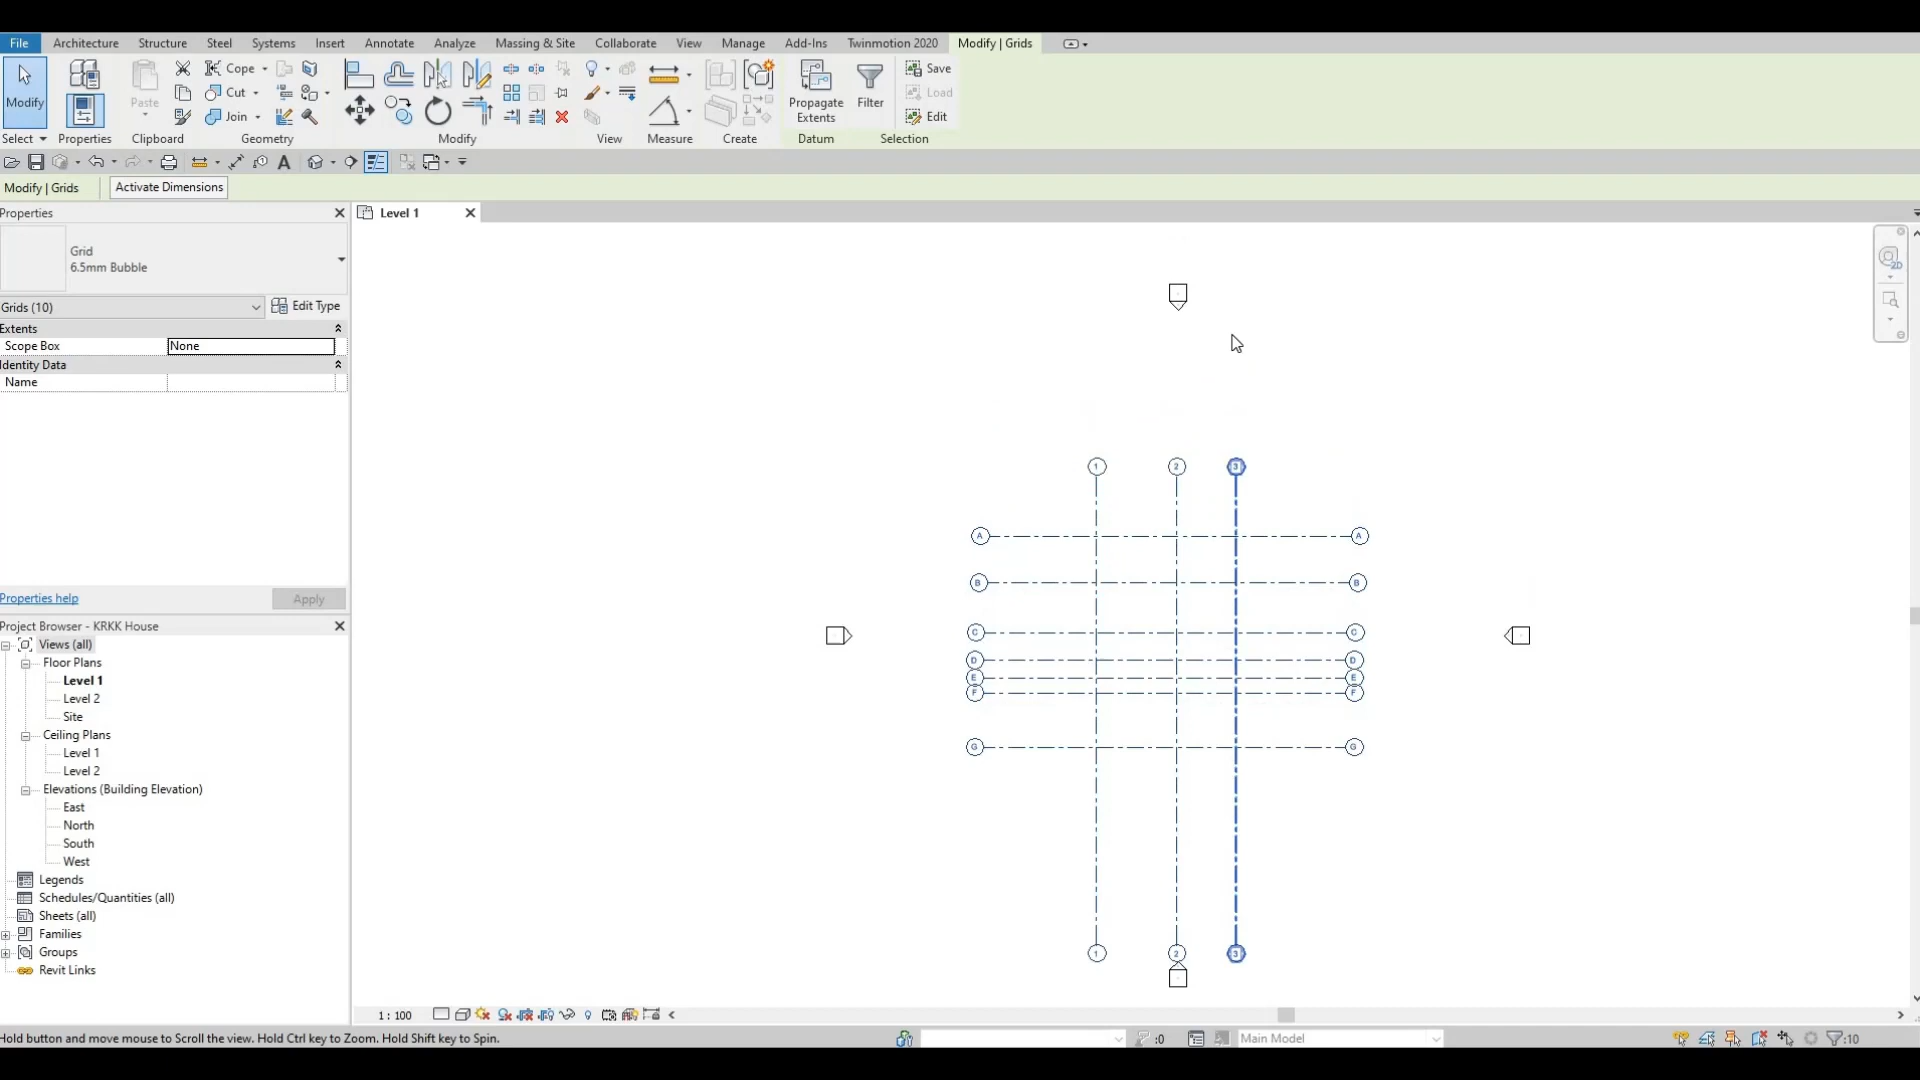 File Architecture Structure Steel Systems Insert Annotate Analyze Massing & Site Collaborate View Manage Add-Ins Twinmotion 2020 Modify | Grids
Modify Paste Cope Cut Join Propagate Extents Filter Save Load Edit
Select Properties Clipboard Geometry Modify View Measure Create Datum Selection
A
Modify | Grids Activate Dimensions
Properties
Level 1
Grid
6.5mm Bubble
Grids (10) Edit Type
Extents
Scope Box None
Identity Data
Name
Properties help Apply
Project Browser - KRKK House
Views (all)
Floor Plans
Level 1
Level 2
Site
Ceiling Plans
Level 1
Level 2
Elevations (Building Elevation)
East
North
South
West
Legends
Schedules/Quantities (all)
Sheets (all)
Families
Groups
Revit Links
2D
1 2 3
A A
B B
C C
D D
E E
F F
G G
1 2 3
1 : 100
Hold button and move mouse to Scroll the view. Hold Ctrl key to Zoom. Hold Shift key to Spin.
:0 Main Model :10